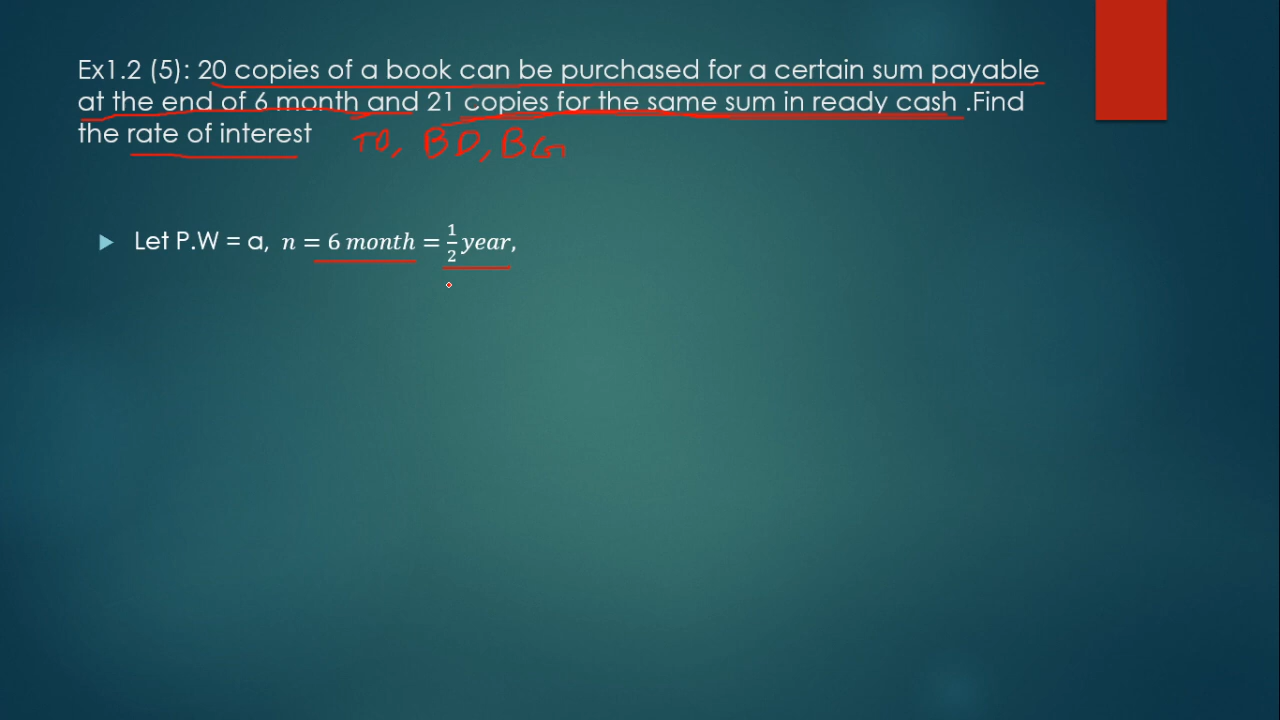 Ex1.2 (5): 20 copies of a book can be purchased for a certain sum payable
at the end of 6 month and 21 copies for the same sum in ready cash .Find
the rate of interest
TD, BD, BG
Let P.W = a, n = 6 month = 1/2 year,